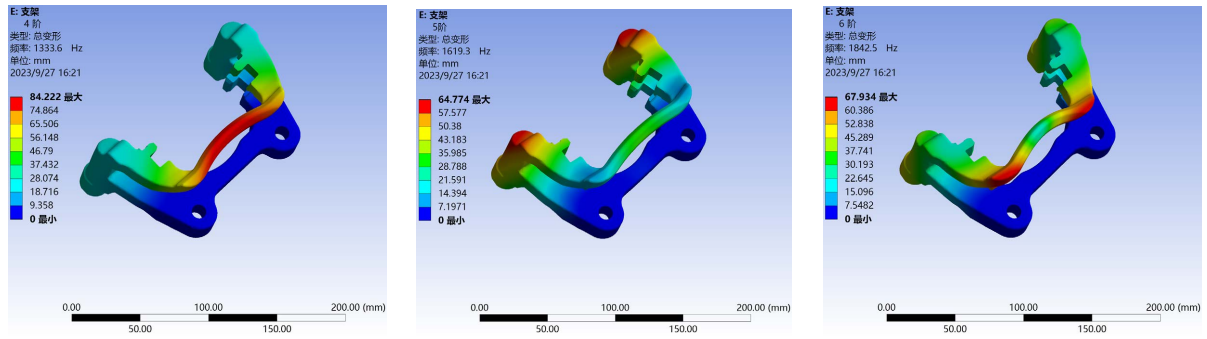 E: 支架
4 阶
类型: 总变形
频率: 1333.6 Hz
单位: mm
2023/9/27 16:21
84.222 最大
74.864
65.506
56.148
46.79
37.432
28.074
18.716
9.358
0 最小
0.00
100.00
200.00 (mm)
50.00
150.00
E: 支架
5阶
类型: 总变形
频率: 1619.3 Hz
单位: mm
2023/9/27 16:21
64.774 最大
57.577
50.38
43.183
35.985
28.788
21.591
14.394
7.1971
0 最小
0.00
100.00
200.00 (mm)
50.00
150.00
E: 支架
6 阶
类型: 总变形
频率: 1842.5 Hz
单位: mm
2023/9/27 16:21
67.934 最大
60.386
52.838
45.289
37.741
30.193
22.645
15.096
7.5482
0 最小
0.00
100.00
200.00 (mm)
50.00
150.00